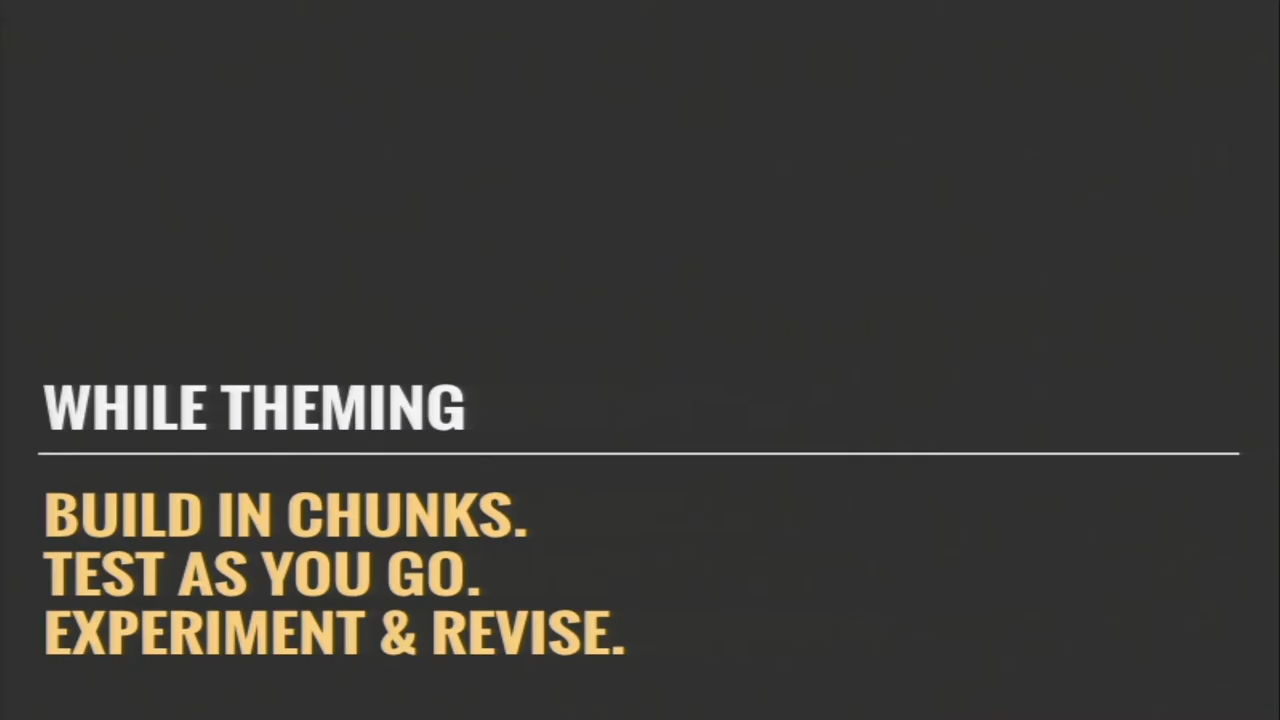 WHILE THEMING
BUILD IN CHUNKS.
TEST AS YOU GO.
EXPERIMENT & REVISE.